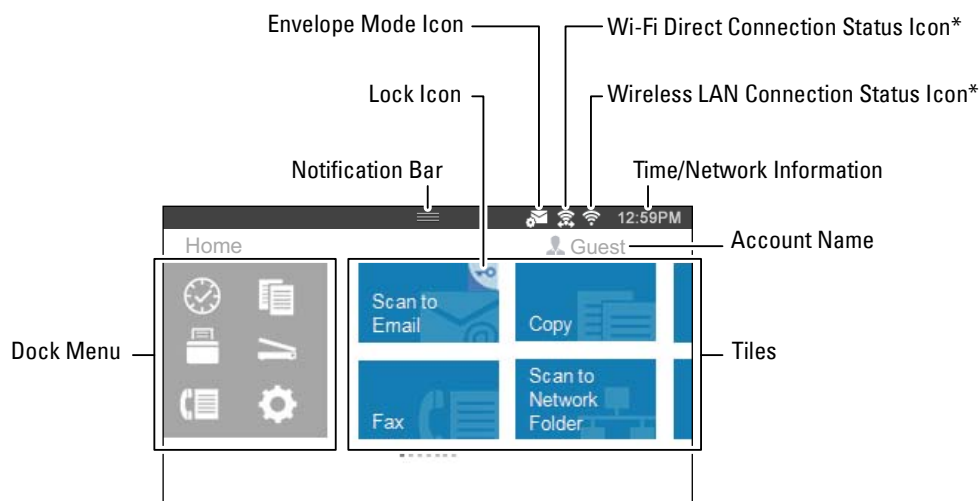 Envelope Mode Icon
Wi-Fi Direct Connection Status Icon*
Lock Icon
Wireless LAN Connection Status Icon*
Notification Bar
Time/Network Information
12:59PM
Home
Guest
Account Name
Scan to
Email
Copy
Dock Menu
Tiles
Fax
Scan to
Network
Folder